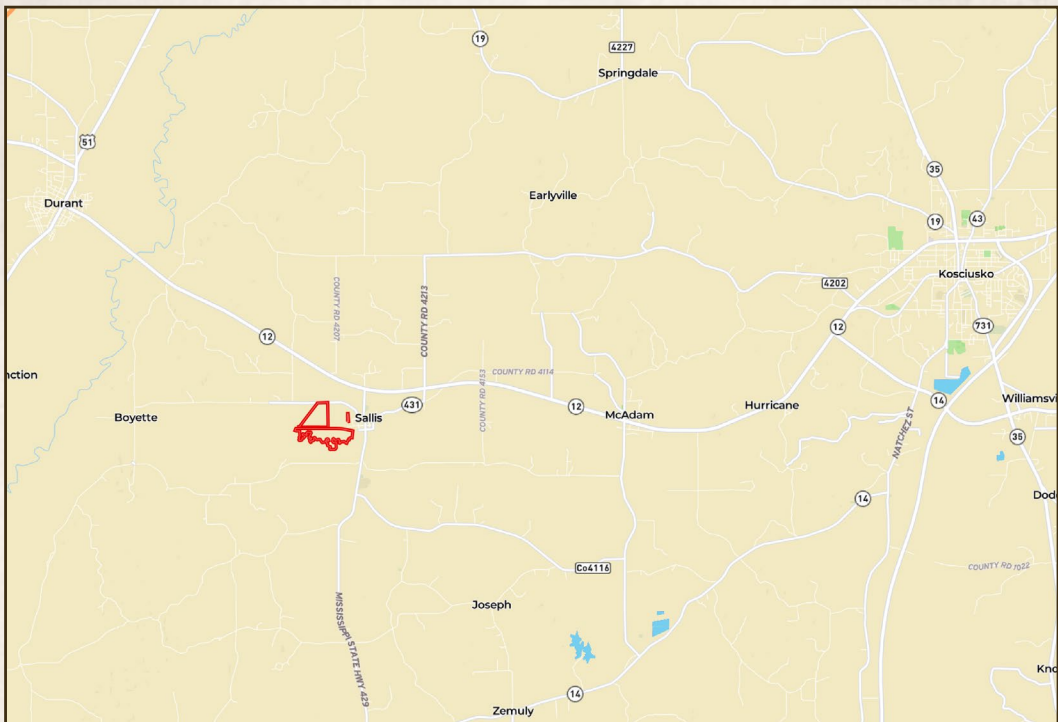 19
4227
Springdale
51
35
Durant
Earlyville
19
43
Kosciusko
4202
COUNTY RD 4207
COUNTY RD 4213
12
12
731
nction
COUNTY RD 4153
COUNTY RD 4114
Boyette
Sallis
431
12
McAdam
Hurricane
14
Williamsvi
NATCHEZ ST
35
14
Dod
Co4116
COUNTY RD 7022
MISSISSIPPI STATE HWY 429
Joseph
Kno
14
Zemuly